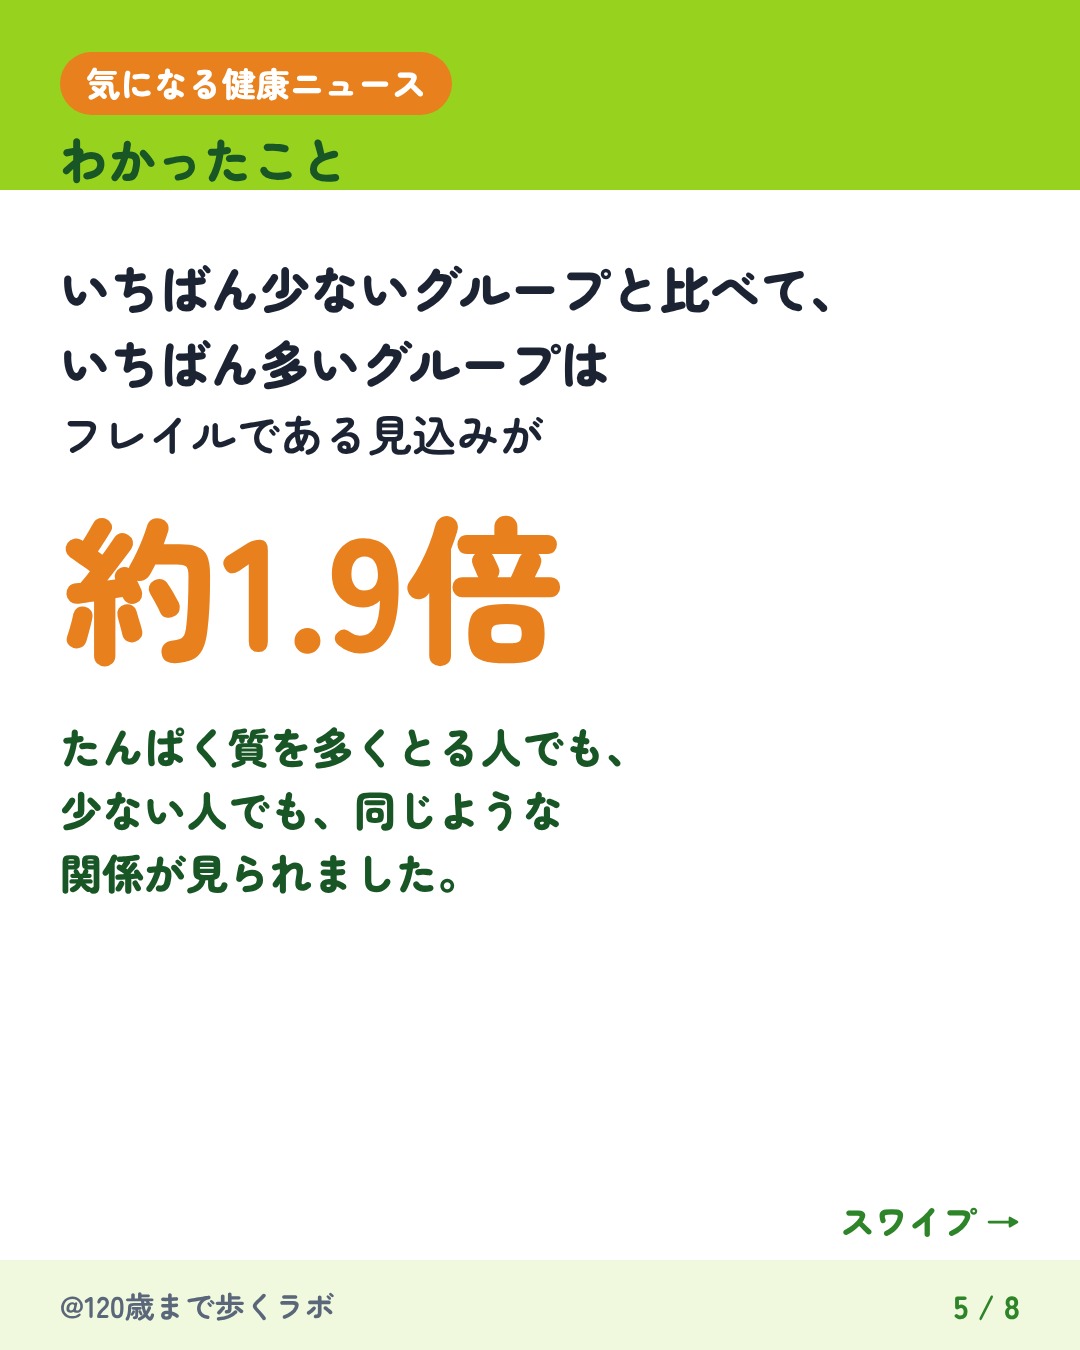 気になる健康ニュース
わかったこと
いちばん少ないグループと比べて、
いちばん多いグループは
フレイルである見込みが
約1.9倍
たんぱく質を多くとる人でも、
少ない人でも、同じような
関係が見られました。
スワイプ →
@120歳まで歩くラボ
5 / 8